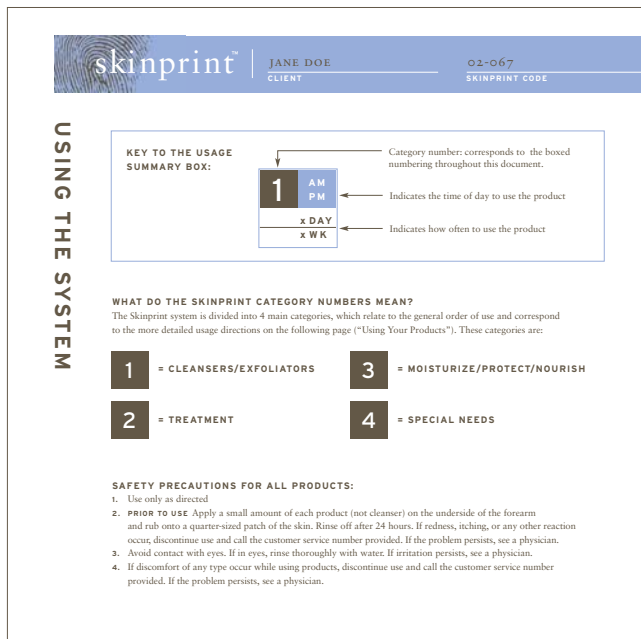 skinprint™
JANE DOE
CLIENT
02-067
SKINPRINT CODE
USING THE SYSTEM
KEY TO THE USAGE
SUMMARY BOX:
1
AM
PM
x DAY
x WK
Category number: corresponds to the boxed
numbering throughout this document.
Indicates the time of day to use the product
Indicates how often to use the product
WHAT DO THE SKINPRINT CATEGORY NUMBERS MEAN?
The Skinprint system is divided into 4 main categories, which relate to the general order of use and correspond
to the more detailed usage directions on the following page (“Using Your Products”). These categories are:
1 = CLEANSERS/EXFOLIATORS
3 = MOISTURIZE/PROTECT/NOURISH
2 = TREATMENT
4 = SPECIAL NEEDS
SAFETY PRECAUTIONS FOR ALL PRODUCTS:
1. Use only as directed
2. PRIOR TO USE Apply a small amount of each product (not cleanser) on the underside of the forearm
and rub onto a quarter-sized patch of the skin. Rinse off after 24 hours. If redness, itching, or any other reaction
occur, discontinue use and call the customer service number provided. If the problem persists, see a physician.
3. Avoid contact with eyes. If in eyes, rinse thoroughly with water. If irritation persists, see a physician.
4. If discomfort of any type occur while using products, discontinue use and call the customer service number
provided. If the problem persists, see a physician.